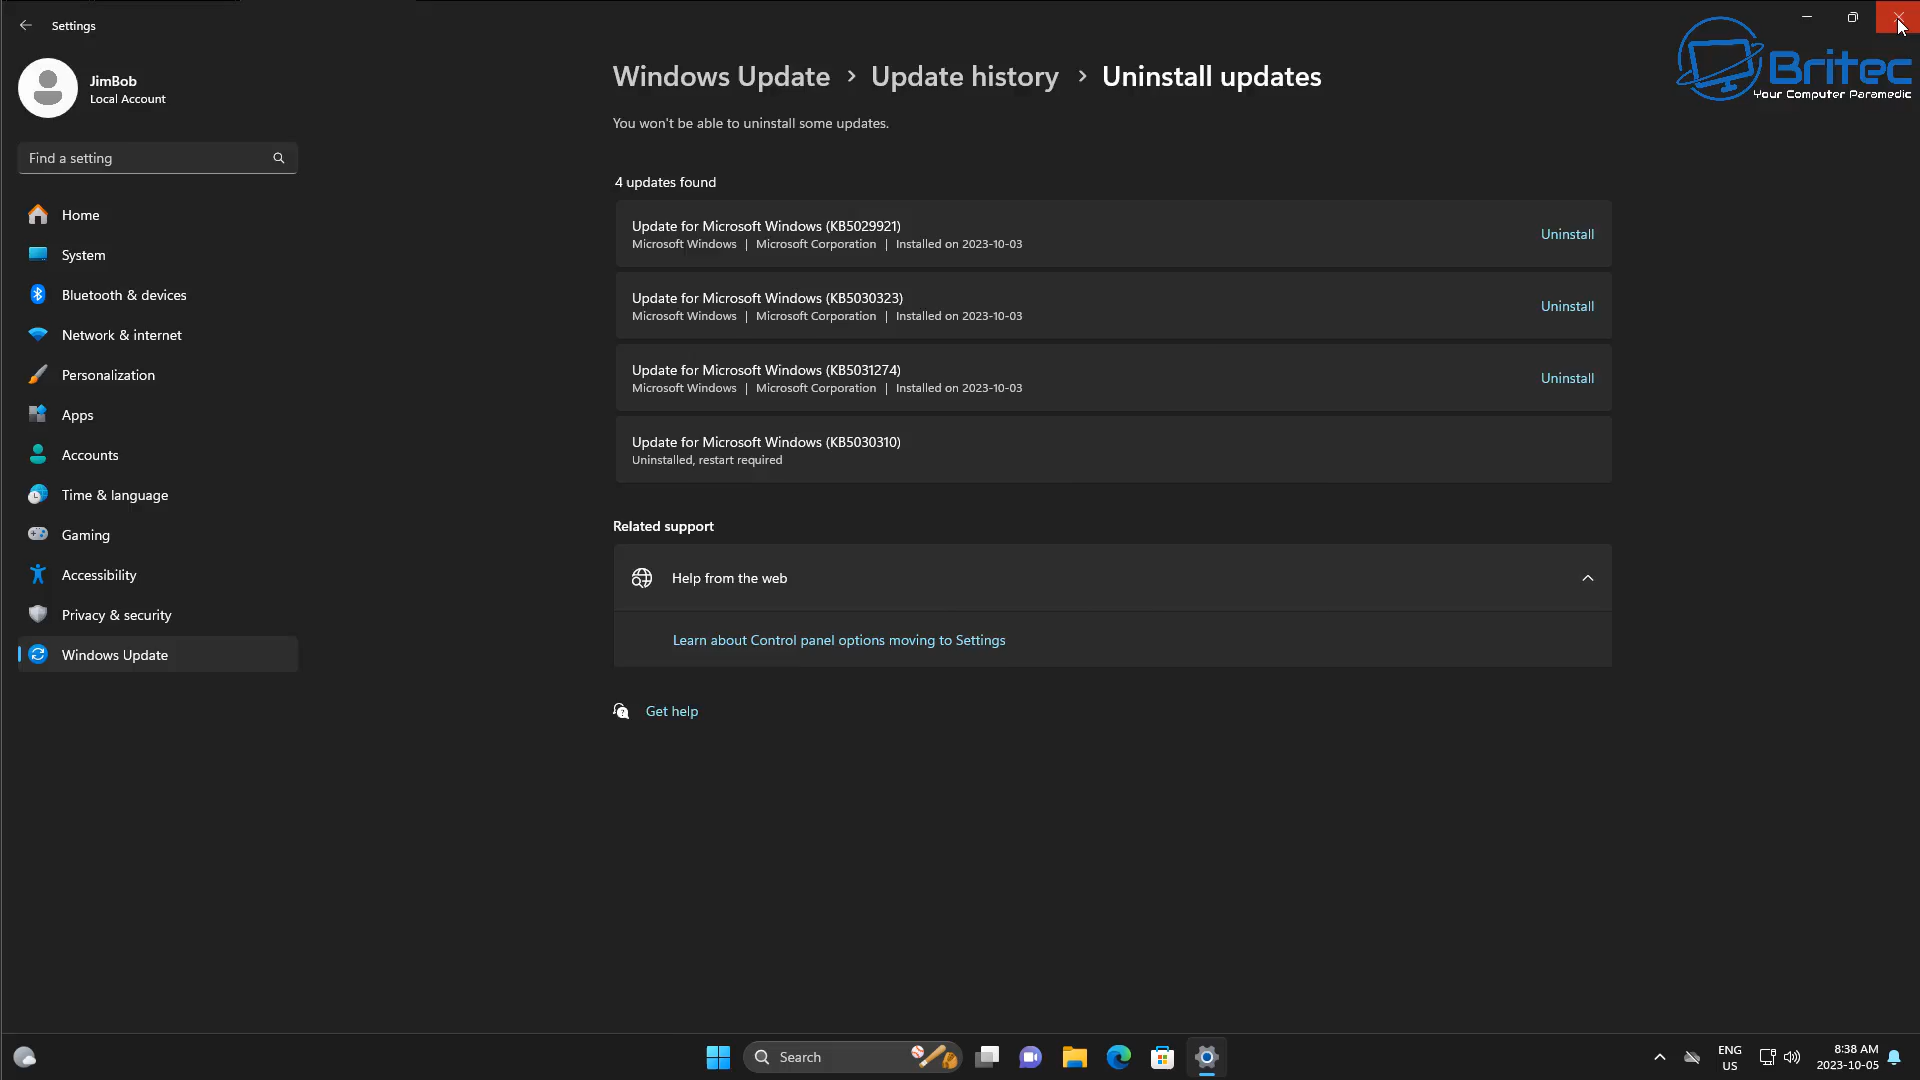 Settings
JimBob
Local Account
Find a setting
Home
System
Bluetooth & devices
Network & internet
Personalization
Apps
Accounts
Time & language
Gaming
Accessibility
Privacy & security
Windows Update
Windows Update > Update history > Uninstall updates
You won't be able to uninstall some updates.
4 updates found
Update for Microsoft Windows (KB5029921)
Microsoft Windows | Microsoft Corporation | Installed on 2023-10-03
Uninstall
Update for Microsoft Windows (KB5030323)
Microsoft Windows | Microsoft Corporation | Installed on 2023-10-03
Uninstall
Update for Microsoft Windows (KB5031274)
Microsoft Windows | Microsoft Corporation | Installed on 2023-10-03
Uninstall
Update for Microsoft Windows (KB5030310)
Uninstalled, restart required
Related support
Help from the web
Learn about Control panel options moving to Settings
Get help
Britec
Your Computer Paramedic
Search
ENG
US
8:38 AM
2023-10-05